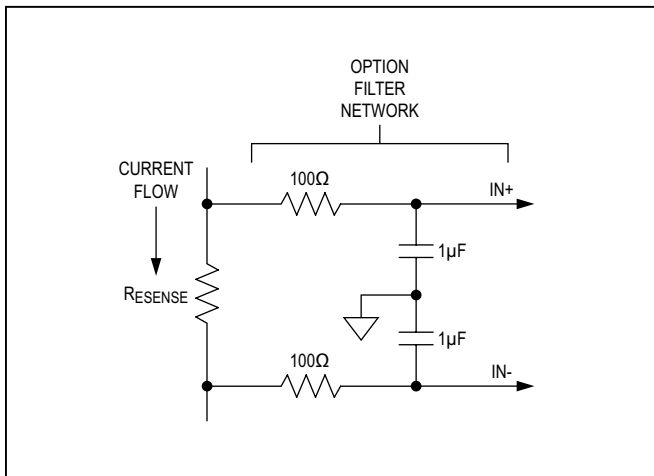 OPTION
FILTER
NETWORK
CURRENT
FLOW
100Ω
IN+
1µF
RESENSE
1µF
100Ω
IN-